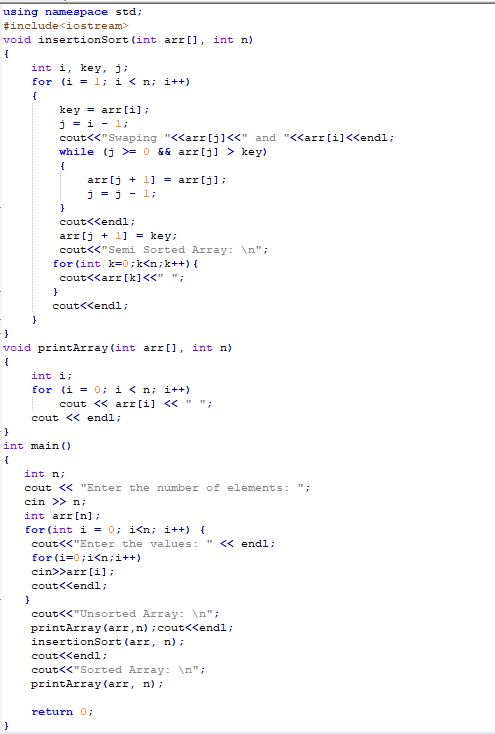 using namespace std;
#include<iostream>
void insertionSort(int arr[], int n)
{
    int i, key, j;
    for (i = 1; i < n; i++)
    {
        key = arr[i];
        j = i - 1;
        cout<<"Swaping "<<arr[j]<<" and "<<arr[i]<<endl;
        while (j >= 0 && arr[j] > key)
        {
            arr[j + 1] = arr[j];
            j = j - 1;
        }
        cout<<endl;
        arr[j + 1] = key;
        cout<<"Semi Sorted Array: \n";
       for(int k=0;k<n;k++){
        cout<<arr[k]<<" ";
       }
       cout<<endl;
    }
}
void printArray(int arr[], int n)
{
    int i;
    for (i = 0; i < n; i++)
        cout << arr[i] << " ";
    cout << endl;
}
int main()
{
   int n;
   cout << "Enter the number of elements: ";
   cin >> n;
   int arr[n];
   for(int i = 0; i<n; i++) {
    cout<<"Enter the values: " << endl;
    for(i=0;i<n;i++)
    cin>>arr[i];
    cout<<endl;
   }
    cout<<"Unsorted Array: \n";
    printArray(arr,n);cout<<endl;
    insertionSort(arr, n);
    cout<<endl;
    cout<<"Sorted Array: \n";
    printArray(arr, n);
    return 0;
}